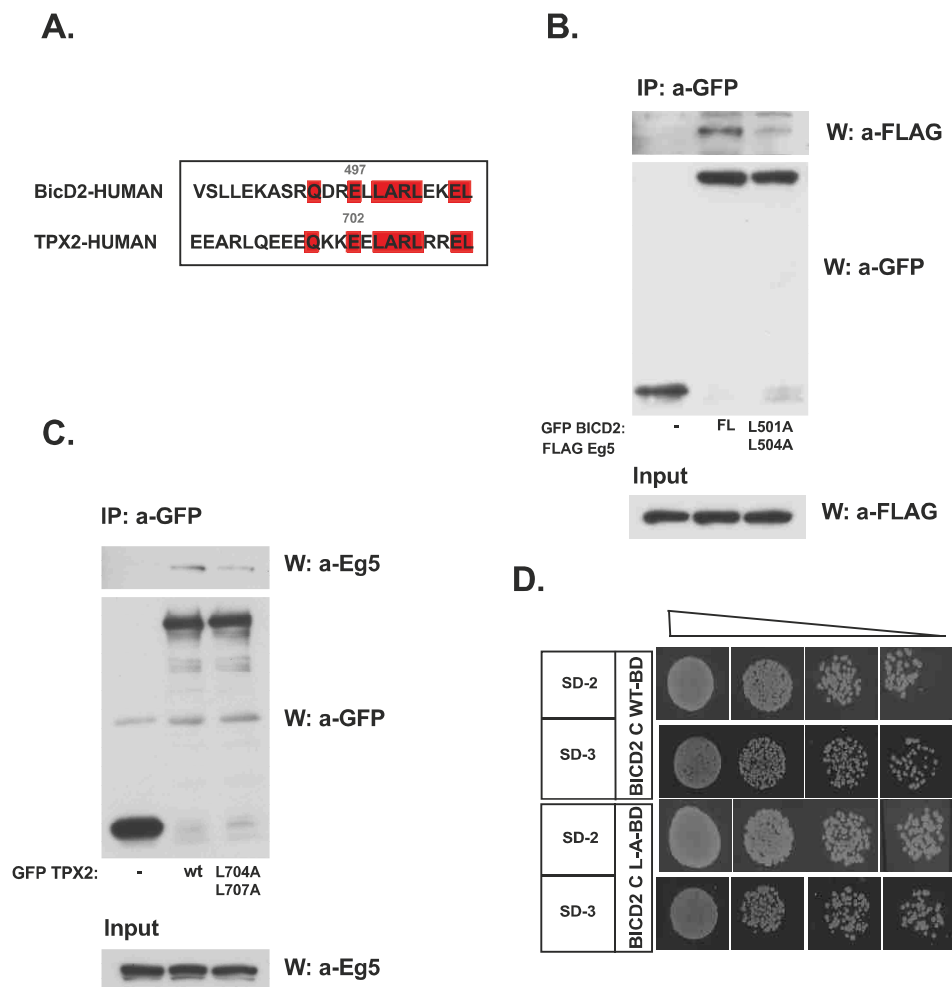 A.
497
BicD2-HUMAN VSLLEKASRQDRELLARLEKEL
702
TPX2-HUMAN EEARLQEEEQKKEELARLRREL
B.
IP: a-GFP
W: a-FLAG
W: a-GFP
GFP BICD2: - FL L501A
FLAG Eg5 L504A
Input
W: a-FLAG
C.
IP: a-GFP
W: a-Eg5
W: a-GFP
GFP TPX2: - wt L704A
L707A
Input
W: a-Eg5
D.
SD-2
SD-3
BICD2 C WT-BD
SD-2
SD-3
BICD2 C L-A-BD